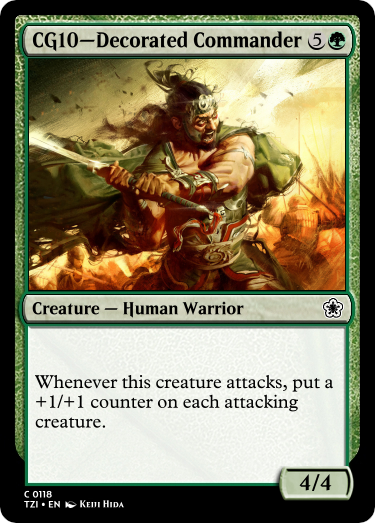 CG10—Decorated Commander 5
Creature — Human Warrior
Whenever this creature attacks, put a
+1/+1 counter on each attacking
creature.
4/4
C 0118
TZI • EN Keiji Hida